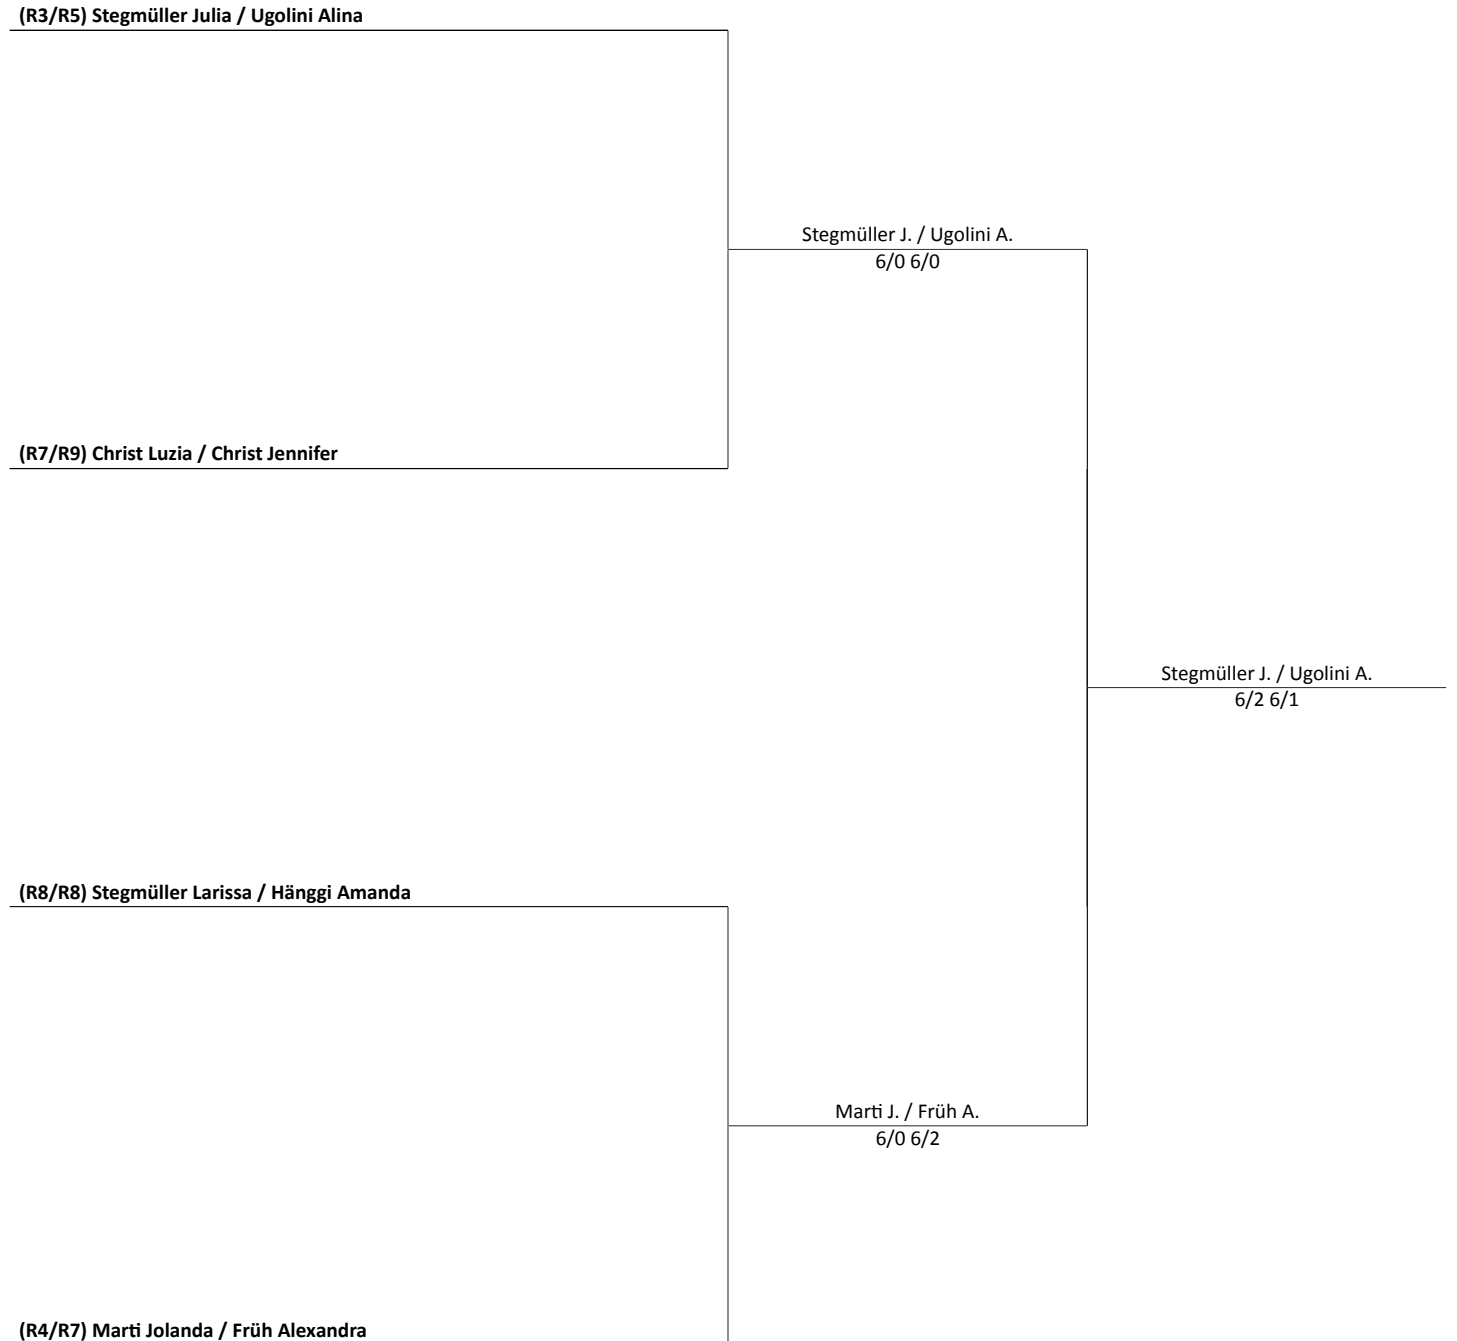 (R3/R5) Stegmüller Julia / Ugolini Alina
Stegmüller J. / Ugolini A.
6/0 6/0
(R7/R9) Christ Luzia / Christ Jennifer
Stegmüller J. / Ugolini A.
6/2 6/1
(R8/R8) Stegmüller Larissa / Hänggi Amanda
Marti J. / Früh A.
6/0 6/2
(R4/R7) Marti Jolanda / Früh Alexandra